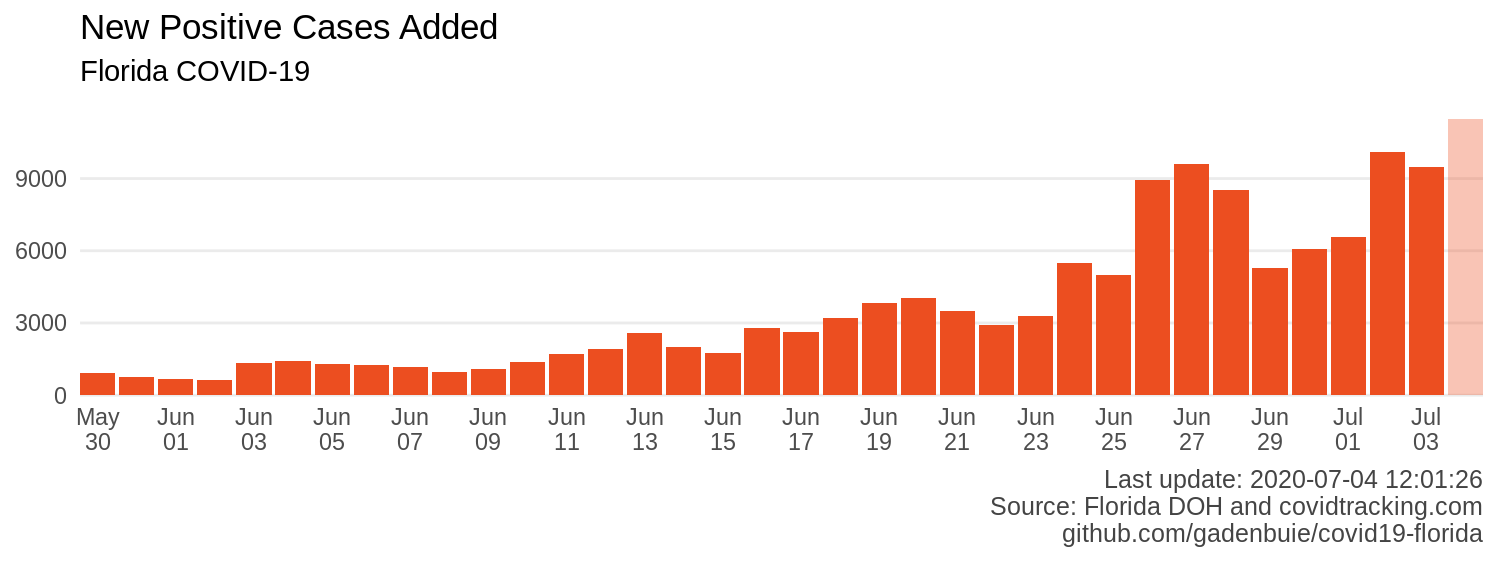 New Positive Cases Added
Florida COVID-19
9000
6000
3000
0
May Jun Jun Jun Jun Jun Jun Jun Jun Jun Jun Jun Jun Jun Jun Jun Jul Jul
30 01 03 05 07 09 11 13 15 17 19 21 23 25 27 29 01 03
Last update: 2020-07-04 12:01:26
Source: Florida DOH and covidtracking.com
github.com/gadenbuie/covid19-florida